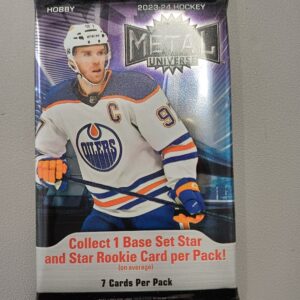 HOBBY
2023-24 HOCKEY
METAL
UNIVERSE
C
9
OILERS
Collect 1 Base Set Star
and Star Rookie Card per Pack!
(on average)
7 Cards Per Pack